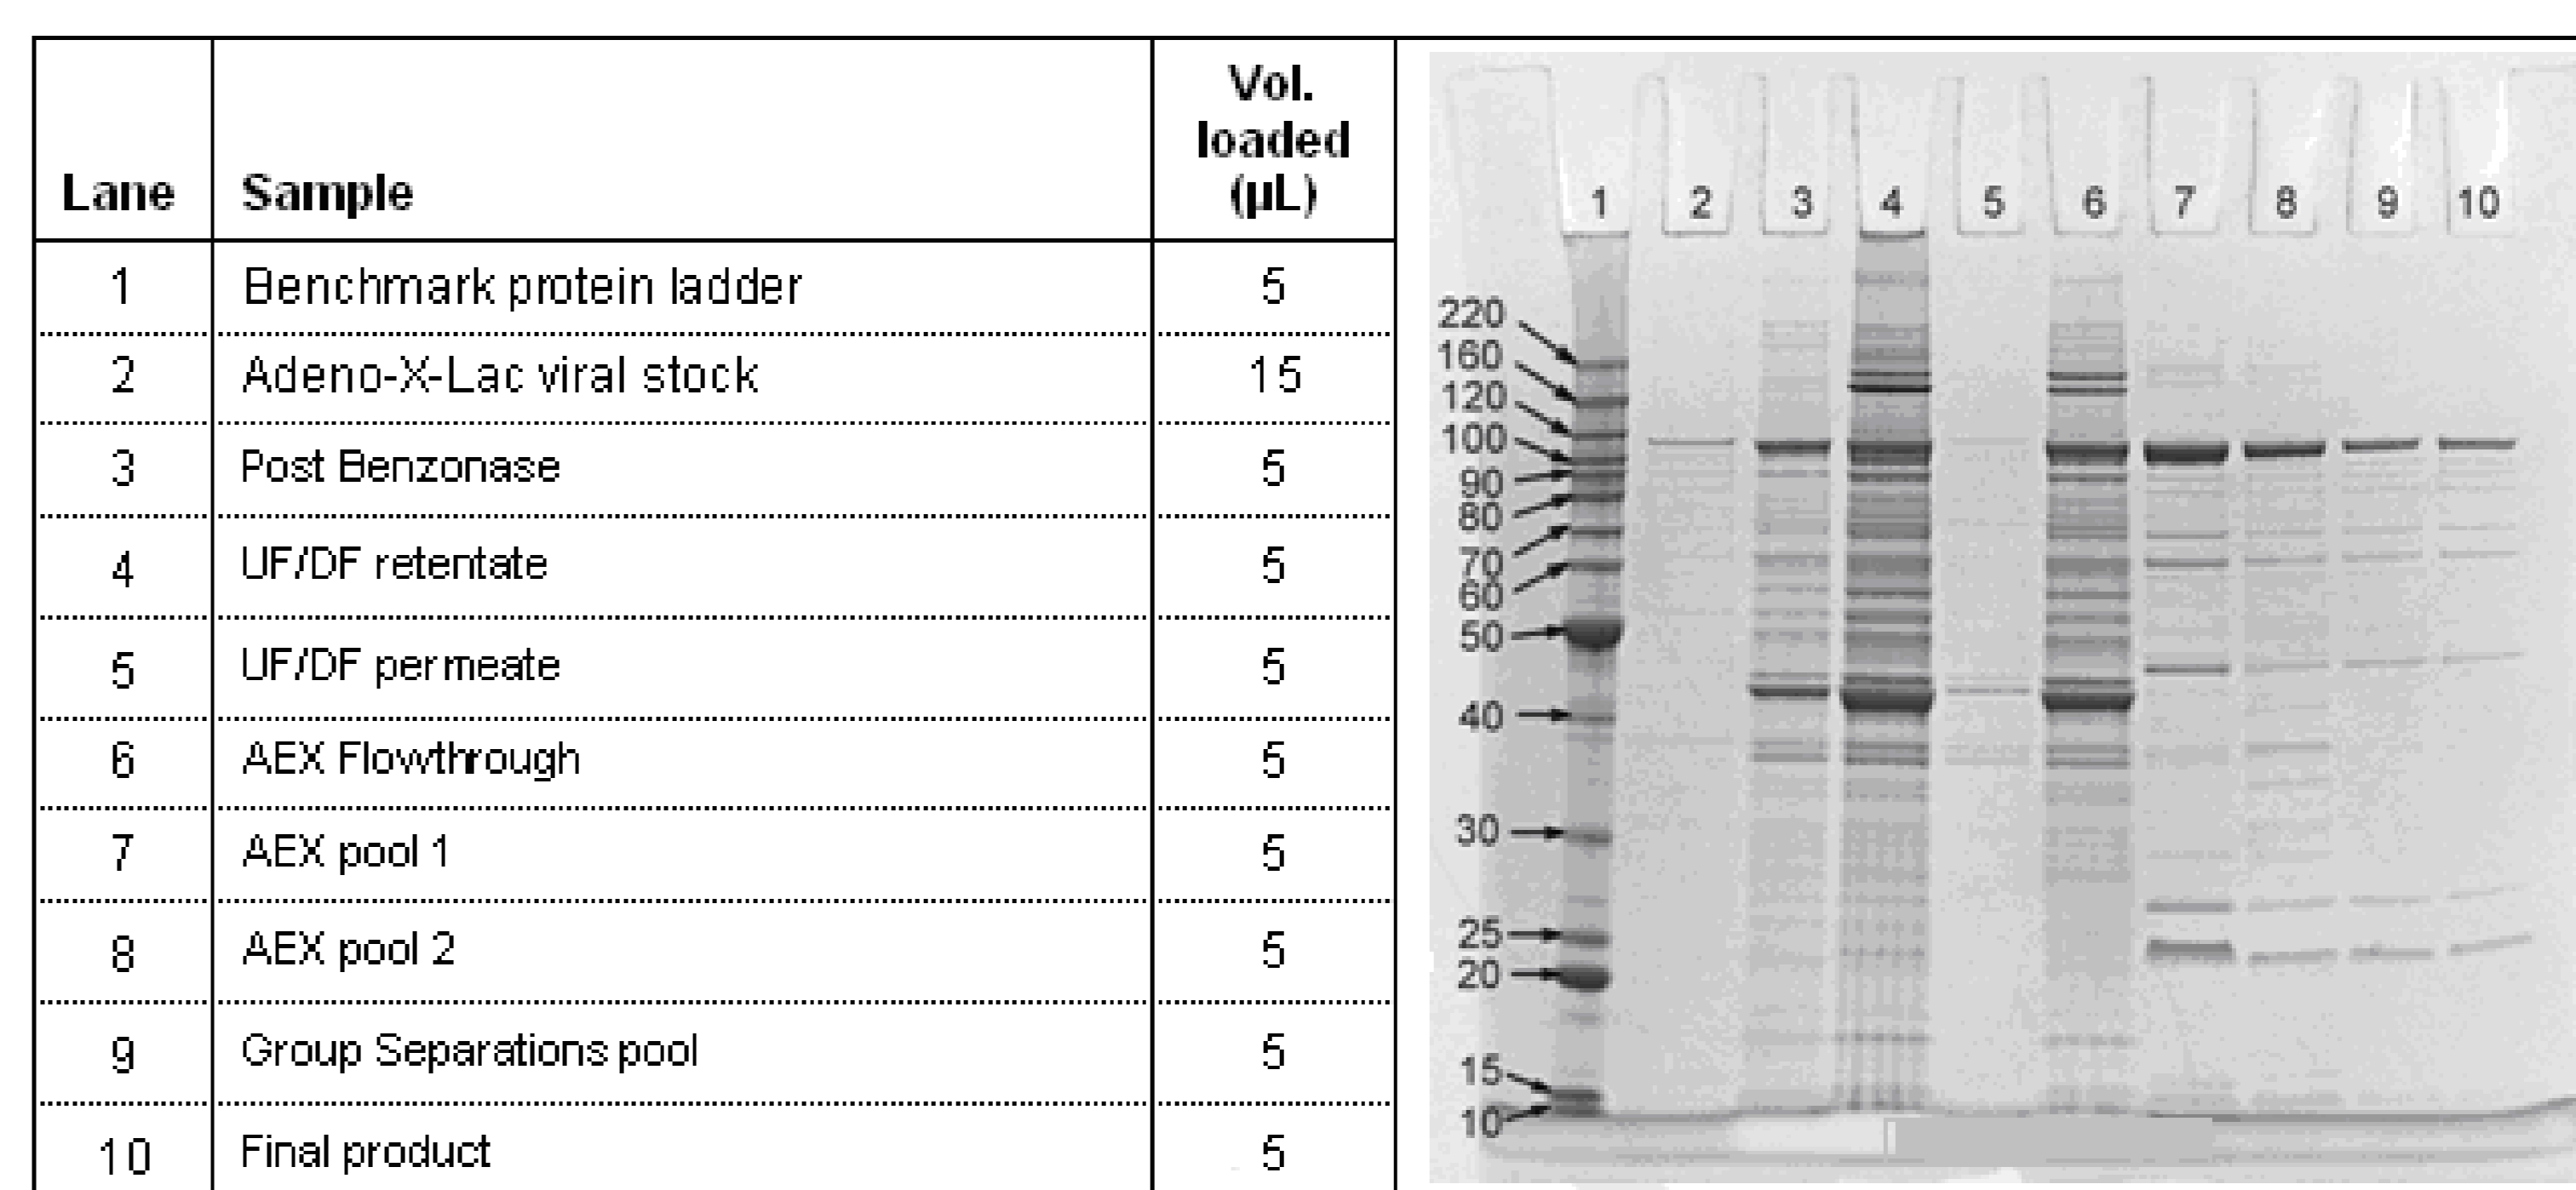 Lane Sample Vol. loaded (µL)
1 Benchmark protein ladder 5
2 Adeno-X-Lac viral stock 15
3 Post Benzonase 5
4 UF/DF retentate 5
5 UF/DF permeate 5
6 AEX Flowthrough 5
7 AEX pool 1 5
8 AEX pool 2 5
9 Group Separations pool 5
10 Final product 5
1 2 3 4 5 6 7 8 9 10
220
160
120
100
90
80
70
60
50
40
30
25
20
15
10